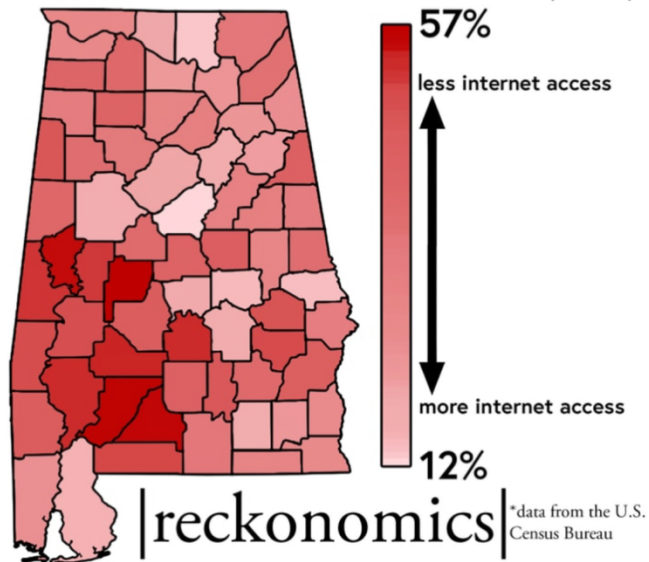 57%
less internet access
more internet access
12%
|reckonomics|
*data from the U.S.
Census Bureau